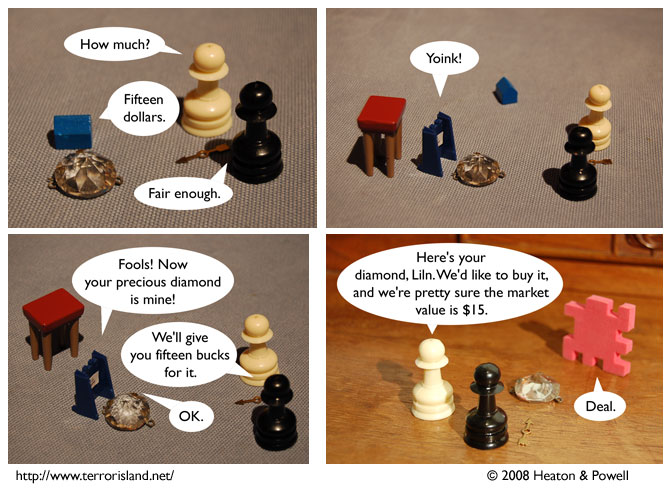 How much?
Fifteen
dollars.
Fair enough.
Yoink!
Fools! Now
your precious diamond
is mine!
We'll give
you fifteen bucks
for it.
OK.
Here's your
diamond, Liln. We'd like to buy it,
and we're pretty sure the market
value is $15.
Deal.
http://www.terrorisland.net/
© 2008 Heaton & Powell